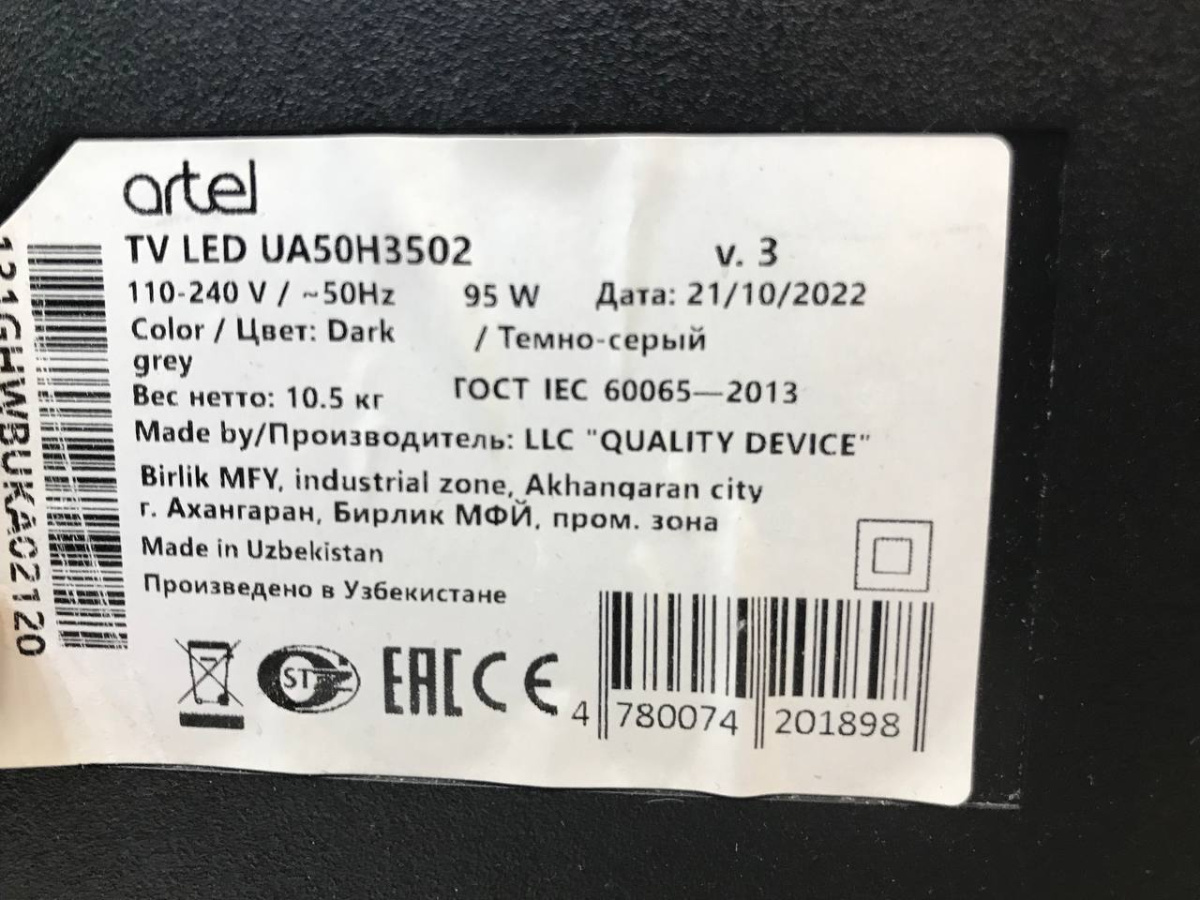 artel
TV LED UA50H3502 v. 3
110-240 V / ~50Hz 95 W Дата: 21/10/2022
Color / Цвет: Dark / Темно-серый
grey
Вес нетто: 10.5 кг ГОСТ IEC 60065—2013
Made by/Производитель: LLC "QUALITY DEVICE"
Birlik MFY, industrial zone, Akhangaran city
г. Ахангаран, Бирлик МФЙ, пром. зона
Made in Uzbekistan
Произведено в Узбекистане
ST
EAC CE
4 780074 201898
121GHWBUKA02120